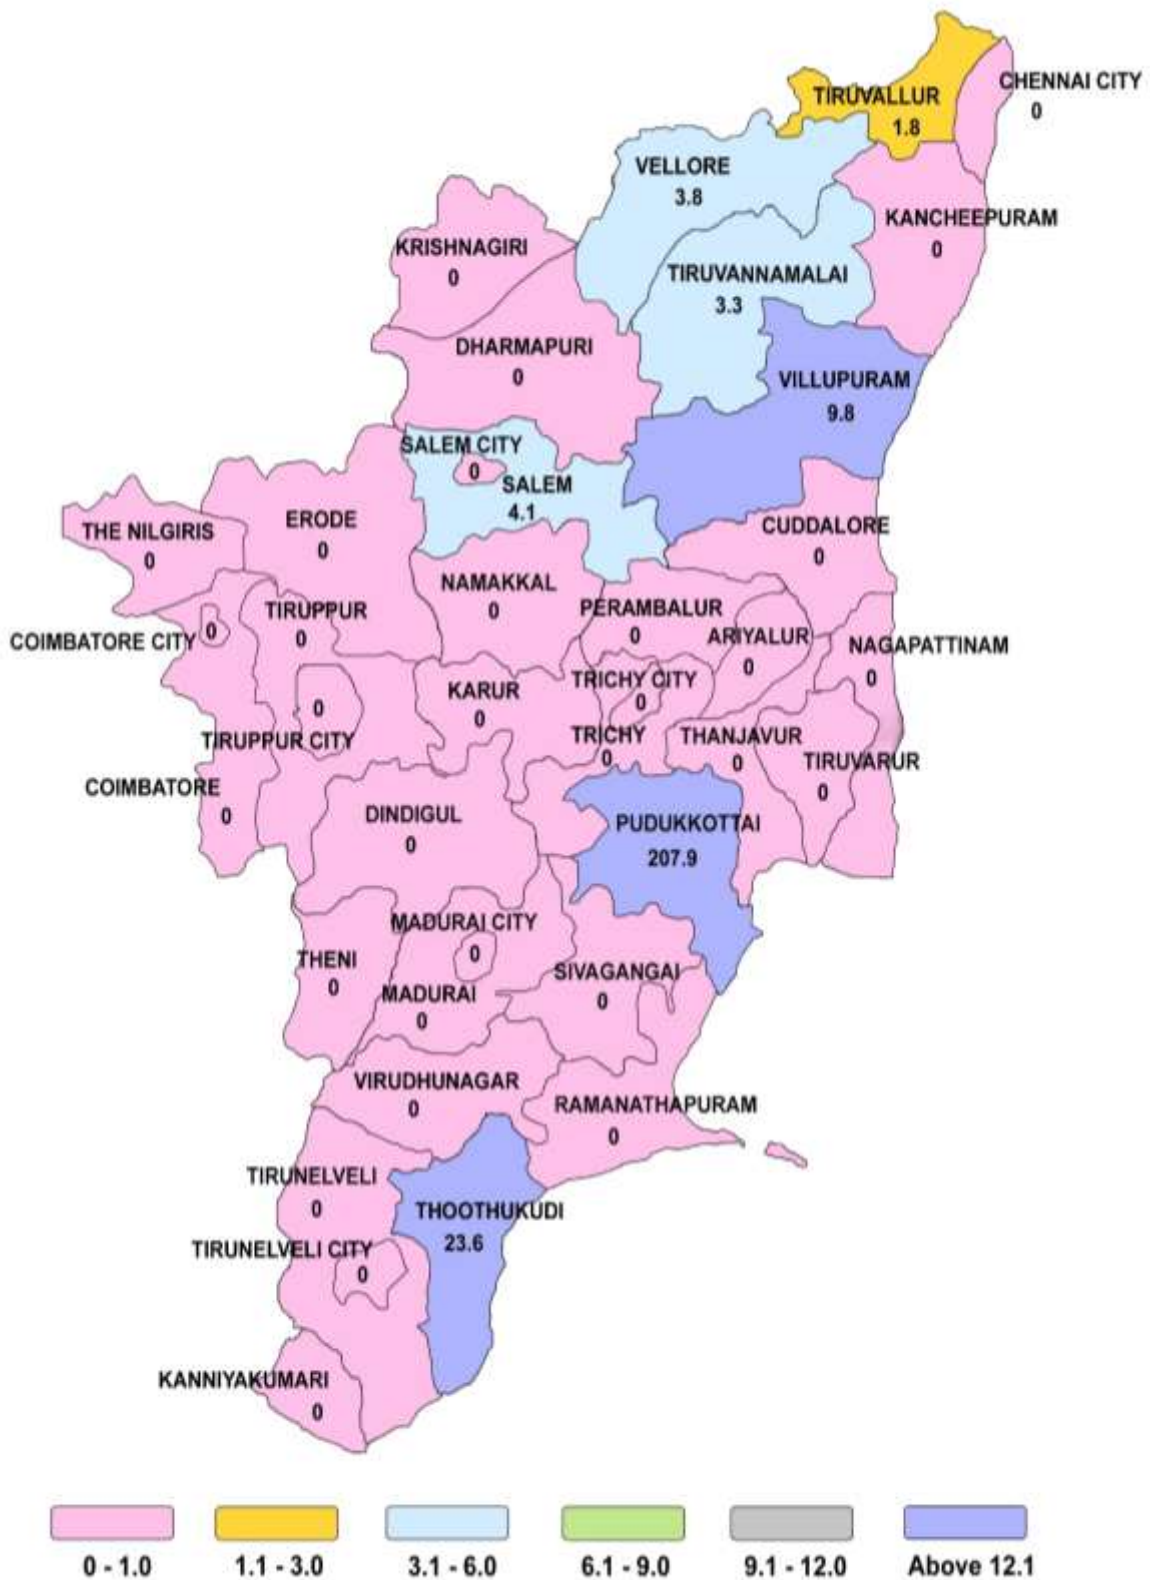 TIRUVALLUR
1.8
CHENNAI CITY
0
VELLORE
3.8
KANCHEEPURAM
0
KRISHNAGIRI
0
TIRUVANNAMALAI
3.3
DHARMAPURI
0
VILLUPURAM
9.8
SALEM CITY
0
SALEM
4.1
THE NILGIRIS
0
ERODE
0
CUDDALORE
0
NAMAKKAL
0
PERAMBALUR
0
TIRUPPUR
0
COIMBATORE CITY
0
ARIYALUR
0
NAGAPATTINAM
0
TRICHY CITY
0
KARUR
0
0
TIRUPPUR CITY
TRICHY
0
THANJAVUR
0
TIRUVARUR
0
COIMBATORE
0
DINDIGUL
0
PUDUKKOTTAI
207.9
MADURAI CITY
0
THENI
0
SIVAGANGAI
0
MADURAI
0
VIRUDHUNAGAR
0
RAMANATHAPURAM
0
TIRUNELVELI
0
THOOTHUKUDI
23.6
TIRUNELVELI CITY
0
KANNIYAKUMARI
0
0 - 1.0
1.1 - 3.0
3.1 - 6.0
6.1 - 9.0
9.1 - 12.0
Above 12.1